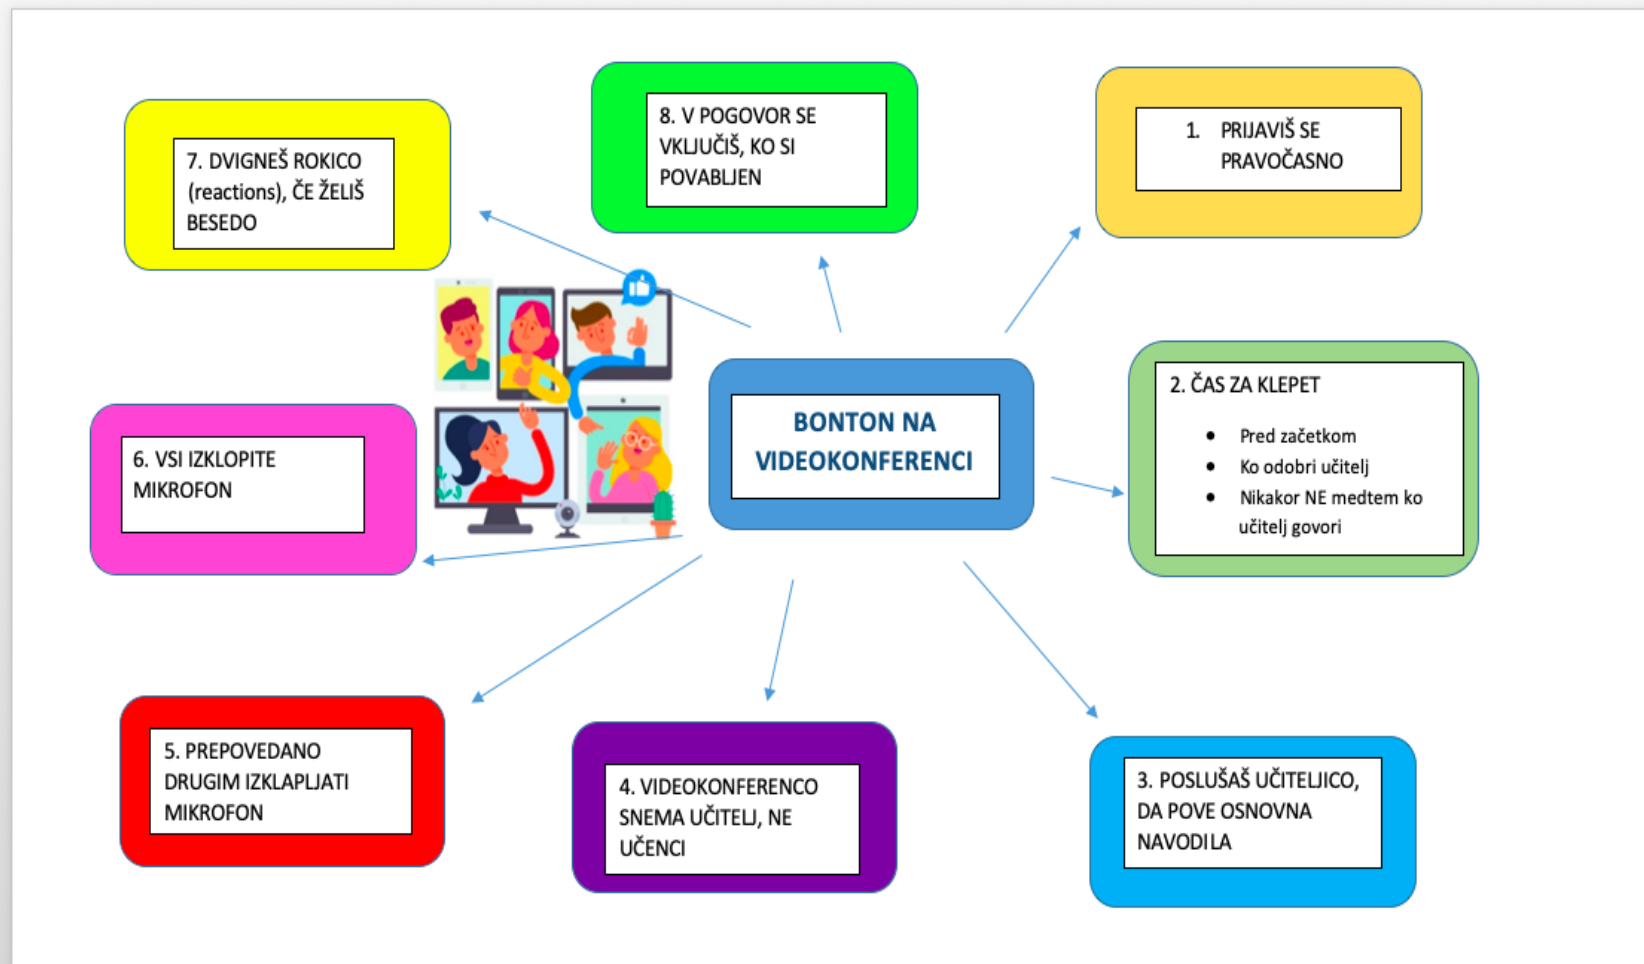 BONTON NA
VIDEOKONFERENCI
1. PRIJAVIŠ SE
PRAVOČASNO
2. ČAS ZA KLEPET
• Pred začetkom
• Ko odobri učitelj
• Nikakor NE medtem ko
učitelj govori
3. POSLUŠAŠ UČITELJICO,
DA POVE OSNOVNA
NAVODILA
4. VIDEOKONFERENCO
SNEMA UČITELJ, NE
UČENCI
5. PREPOVEDANO
DRUGIM IZKLAPLJATI
MIKROFON
6. VSI IZKLOPITE
MIKROFON
7. DVIGNEŠ ROKICO
(reactions), ČE ŽELIŠ
BESEDO
8. V POGOVOR SE
VKLJUČIŠ, KO SI
POVABLJEN